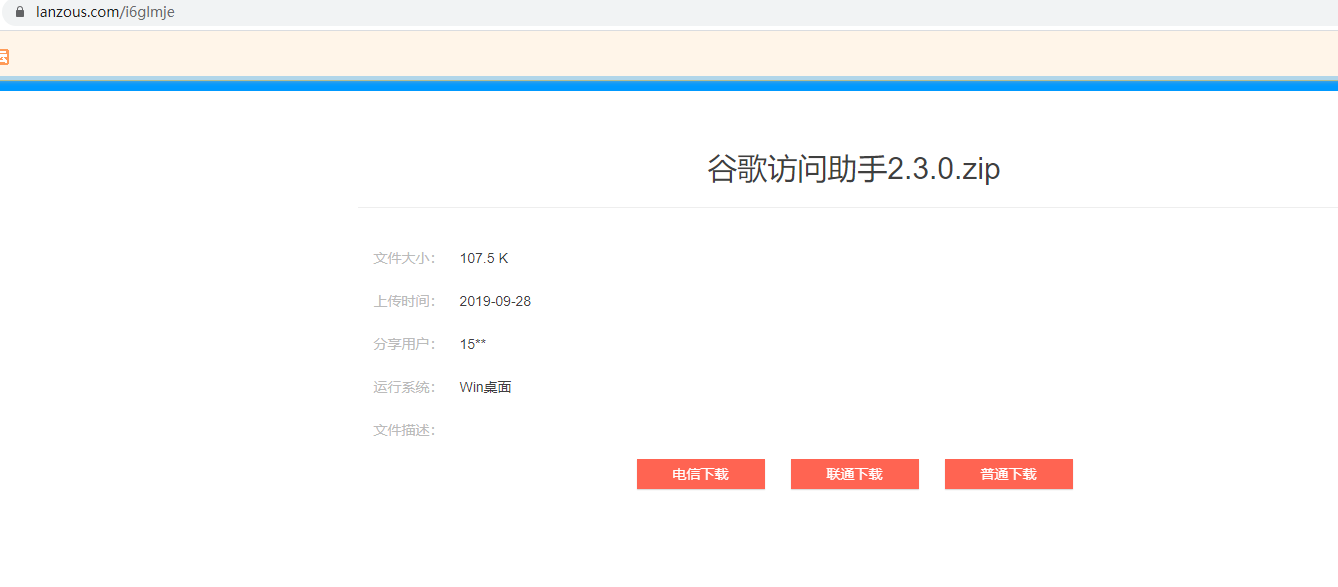 lanzous.com/i6glmje
谷歌访问助手2.3.0.zip
文件大小： 107.5 K
上传时间： 2019-09-28
分享用户： 15**
运行系统： Win桌面
文件描述：
电信下载 联通下载 普通下载